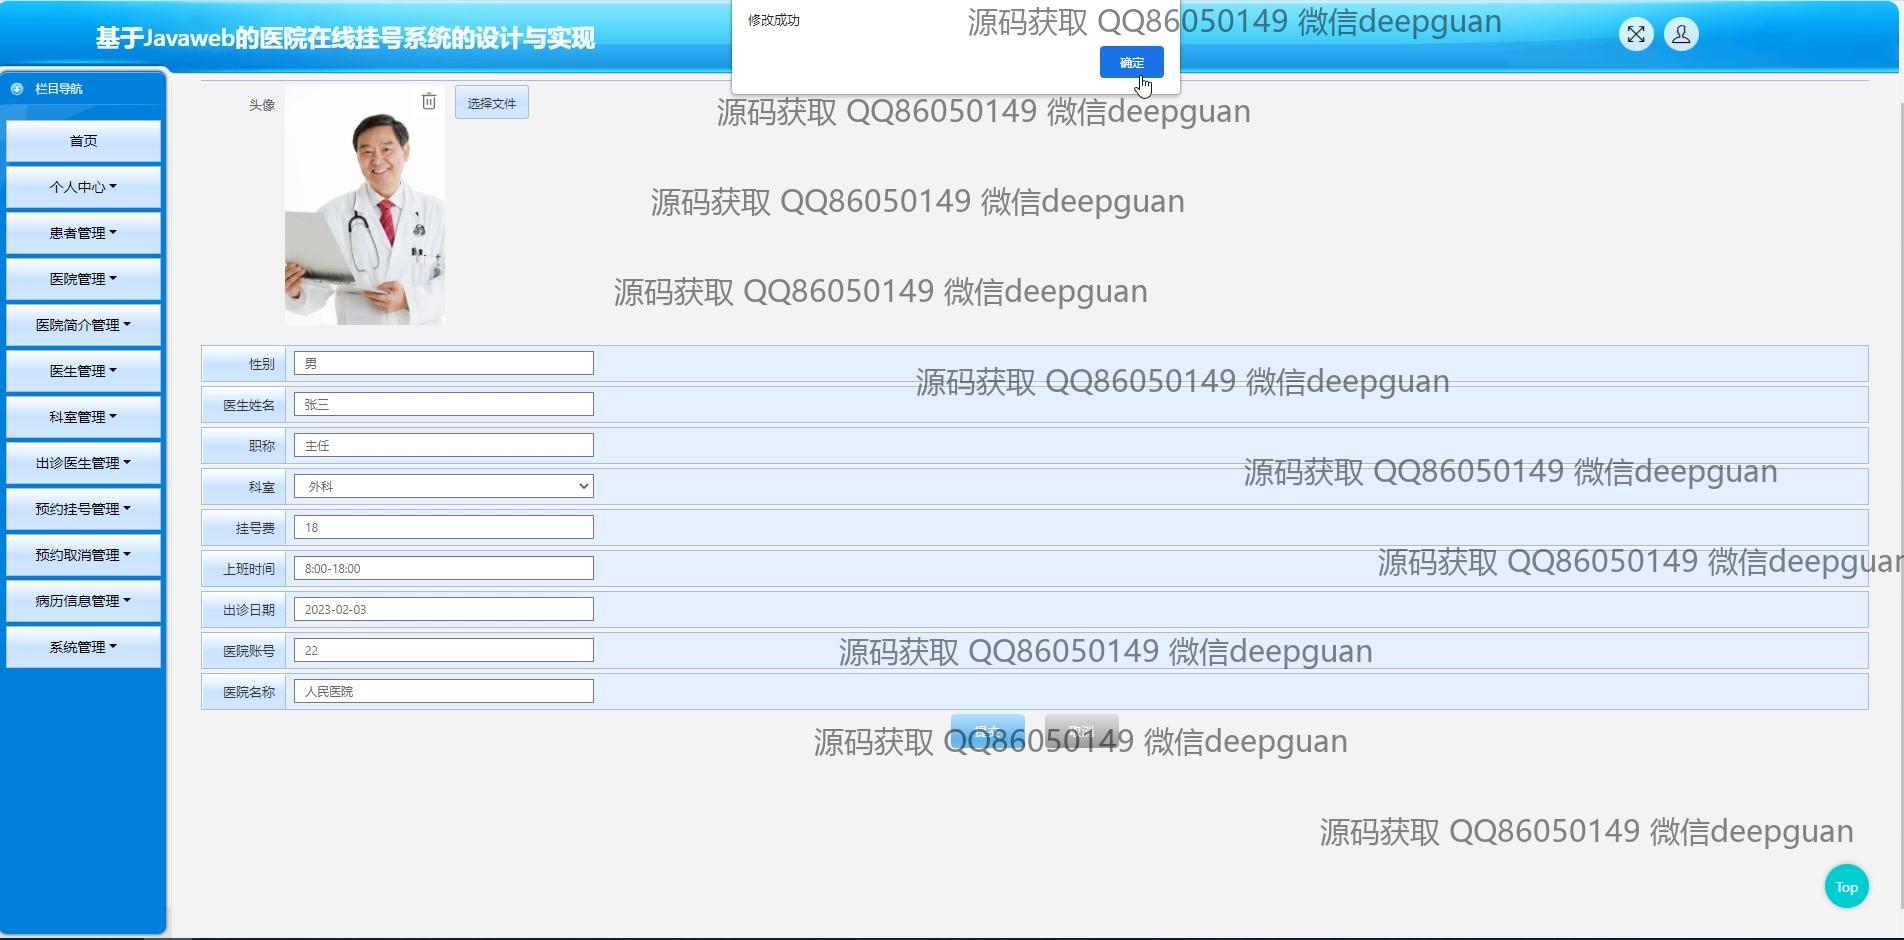 修改成功
源码获取 QQ86050149 微信deepguan
基于Javaweb的医院在线挂号系统的设计与实现
确定
栏目导航
头像
选择文件
源码获取 QQ86050149 微信deepguan
首页
个人中心
源码获取 QQ86050149 微信deepguan
患者管理
医院管理
源码获取 QQ86050149 微信deepguan
医院简介管理
性别 男
医生管理
源码获取 QQ86050149 微信deepguan
医生姓名 张三
科室管理
职称 主任
出诊医生管理
源码获取 QQ86050149 微信deepguan
科室 外科
预约挂号管理
挂号费 18
预约取消管理
源码获取 QQ86050149 微信deepguan
上班时间 8:00-18:00
病历信息管理
出诊日期 2023-02-03
系统管理
医院账号 22
源码获取 QQ86050149 微信deepguan
医院名称 人民医院
提交
取消
源码获取 QQ86050149 微信deepguan
源码获取 QQ86050149 微信deepguan
Top